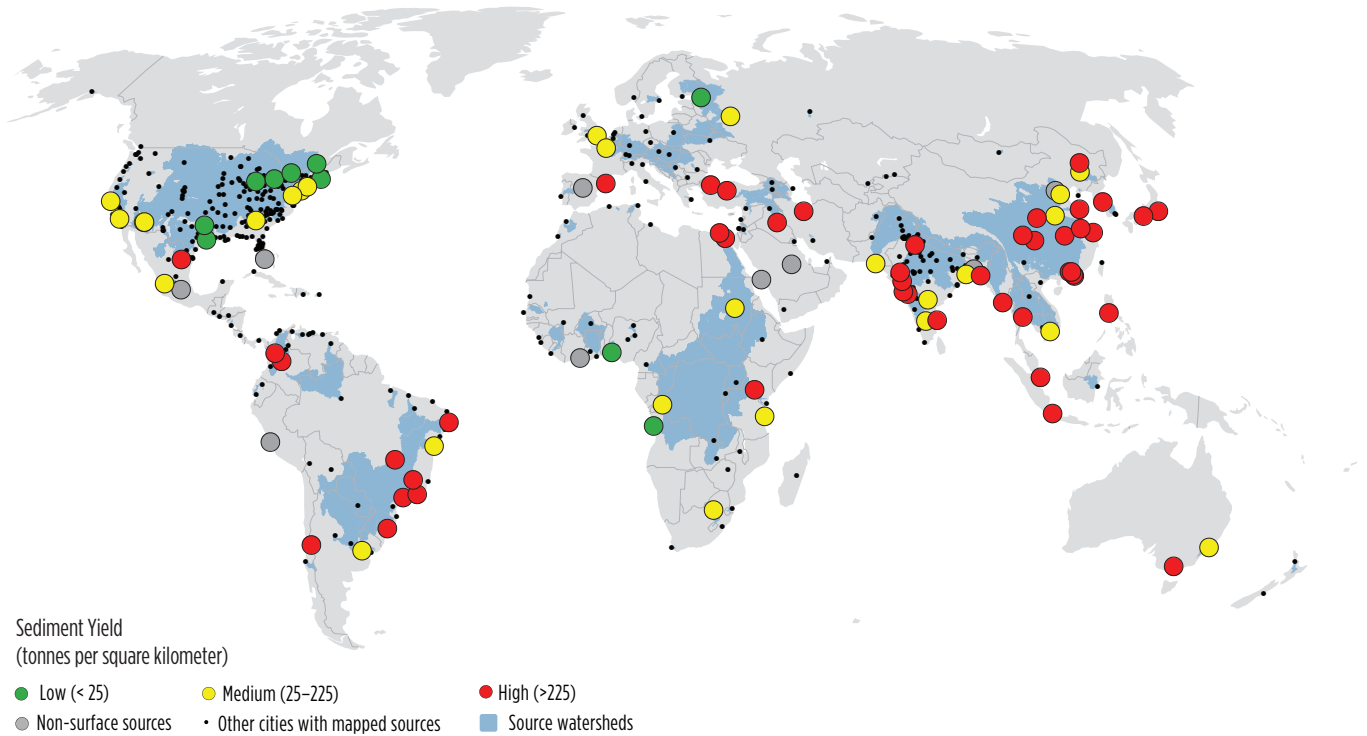 Sediment Yield
(tonnes per square kilometer)
Low (< 25)
Medium (25–225)
High (>225)
Non-surface sources
Other cities with mapped sources
Source watersheds